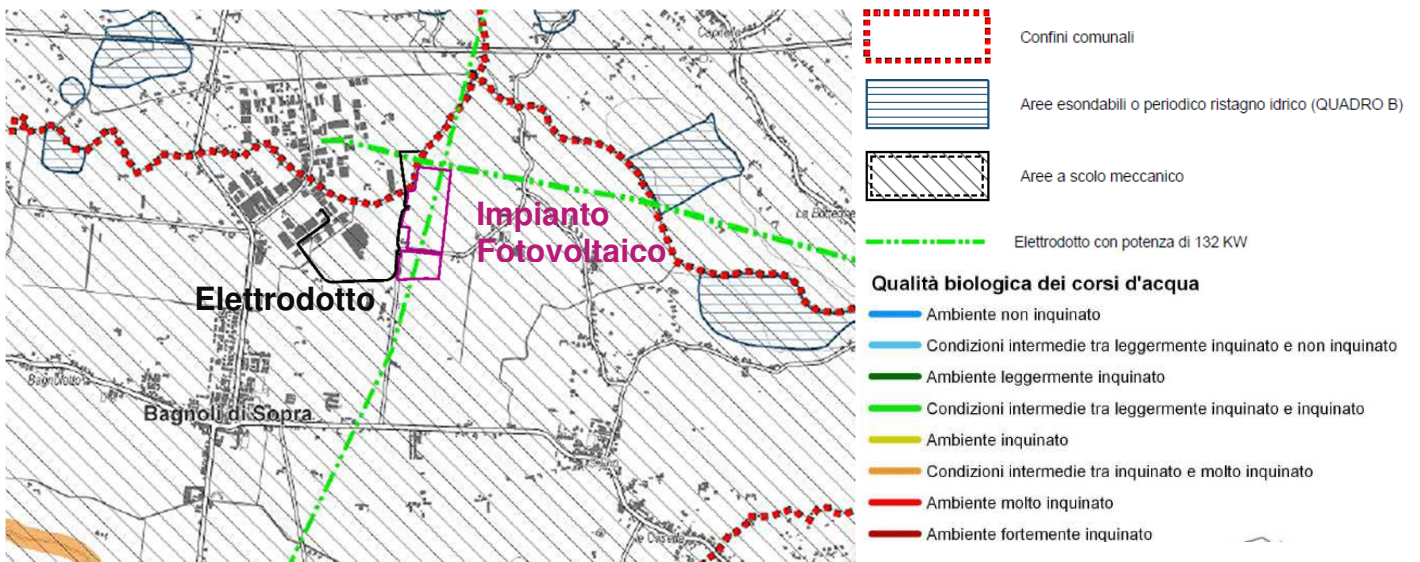 Capitello
Impianto
Fotovoltaico
Elettrodotto
Bagnoli di Sopra
Confini comunali
Aree esondabili o periodico ristagno idrico (QUADRO B)
Aree a scolo meccanico
Elettrodotto con potenza di 132 KW
Qualità biologica dei corsi d'acqua
Ambiente non inquinato
Condizioni intermedie tra leggermente inquinato e non inquinato
Ambiente leggermente inquinato
Condizioni intermedie tra leggermente inquinato e inquinato
Ambiente inquinato
Condizioni intermedie tra inquinato e molto inquinato
Ambiente molto inquinato
Ambiente fortemente inquinato